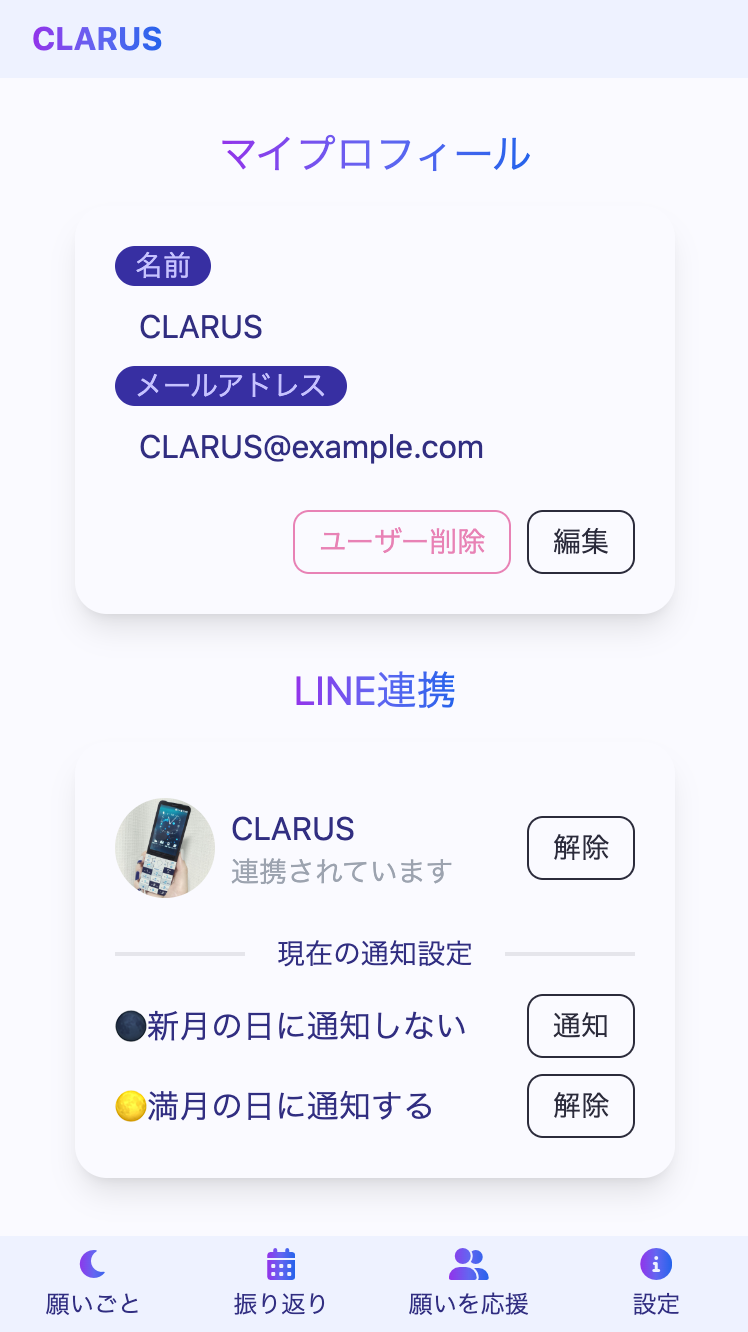 CLARUS
マイプロフィール
名前
CLARUS
メールアドレス
CLARUS@example.com
ユーザー削除 編集
LINE連携
CLARUS
連携されています
解除
現在の通知設定
🌑新月の日に通知しない 通知
🌕満月の日に通知する 解除
願いごと 振り返り 願いを応援 設定